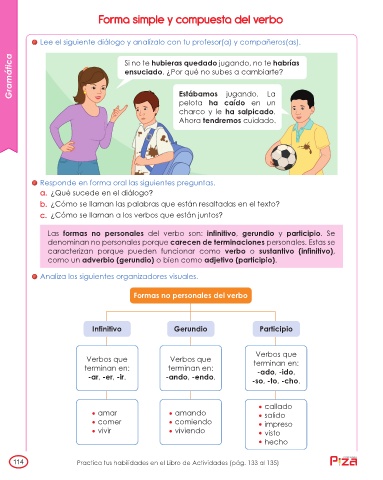 Forma simple y compuesta del verbo
Lee el siguiente diálogo y analízalo con tu profesor(a) y compañeros(as).
Gramática
Si no te hubieras quedado jugando, no te habrías
ensuciado. ¿Por qué no subes a cambiarte?
Estábamos jugando. La
pelota ha caído en un
charco y le ha salpicado.
Ahora tendremos cuidado.
Responde en forma oral las siguientes preguntas.
a. ¿Qué sucede en el diálogo?
b. ¿Cómo se llaman las palabras que están resaltadas en el texto?
c. ¿Cómo se llaman a los verbos que están juntos?
Las formas no personales del verbo son: infinitivo, gerundio y participio. Se
denominan no personales porque carecen de terminaciones personales. Estas se
caracterizan porque pueden funcionar como verbo o sustantivo (infinitivo),
como un adverbio (gerundio) o bien como adjetivo (participio).
Analiza los siguientes organizadores visuales.
Formas no personales del verbo
Infinitivo Gerundio Participio
Verbos que
terminan en:
-ar, -er, -ir.
Verbos que
terminan en:
-ando, -endo.
Verbos que
terminan en:
-ado, -ido,
-so, -to, -cho.
• amar
• comer
• vivir
• amando
• comiendo
• viviendo
• callado
• salido
• impreso
• visto
• hecho
114
Practica tus habilidades en el Libro de Actividades (pág. 133 al 135)
Piza